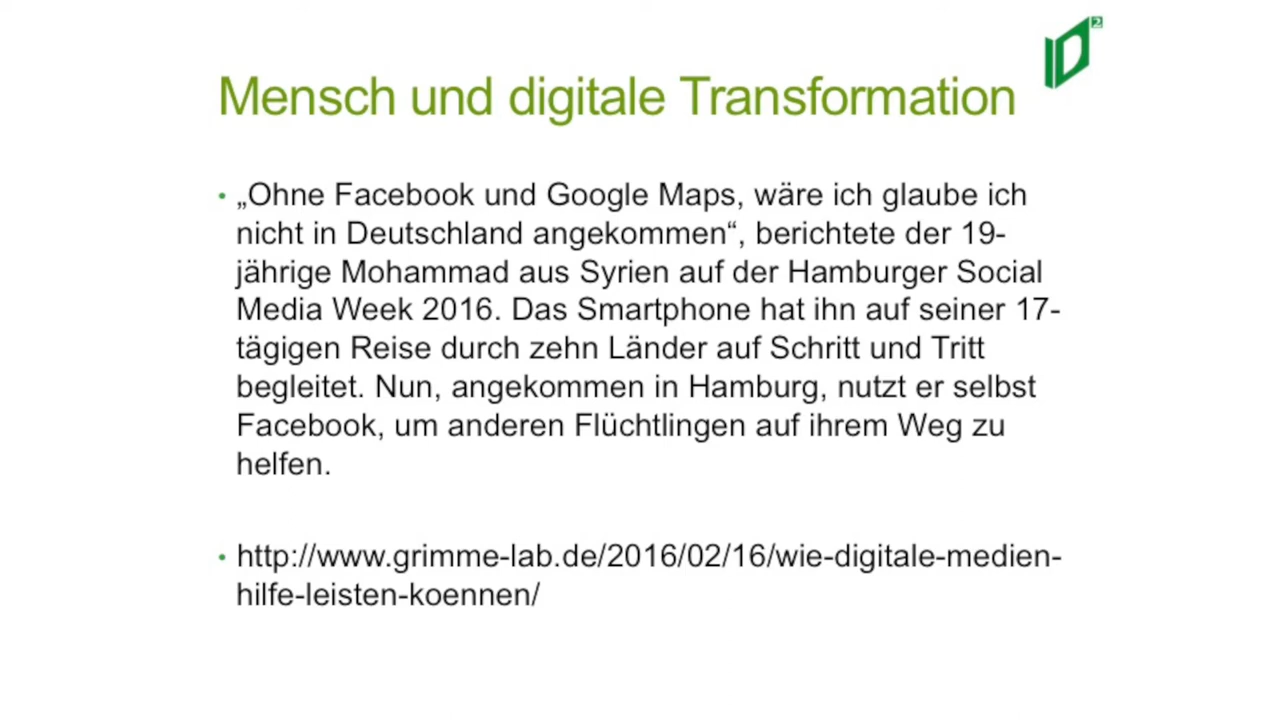 ID2
Mensch und digitale Transformation
• „Ohne Facebook und Google Maps, wäre ich glaube ich
nicht in Deutschland angekommen“, berichtete der 19-
jährige Mohammad aus Syrien auf der Hamburger Social
Media Week 2016. Das Smartphone hat ihn auf seiner 17-
tägigen Reise durch zehn Länder auf Schritt und Tritt
begleitet. Nun, angekommen in Hamburg, nutzt er selbst
Facebook, um anderen Flüchtlingen auf ihrem Weg zu
helfen.
• http://www.grimme-lab.de/2016/02/16/wie-digitale-medien-
hilfe-leisten-koennen/